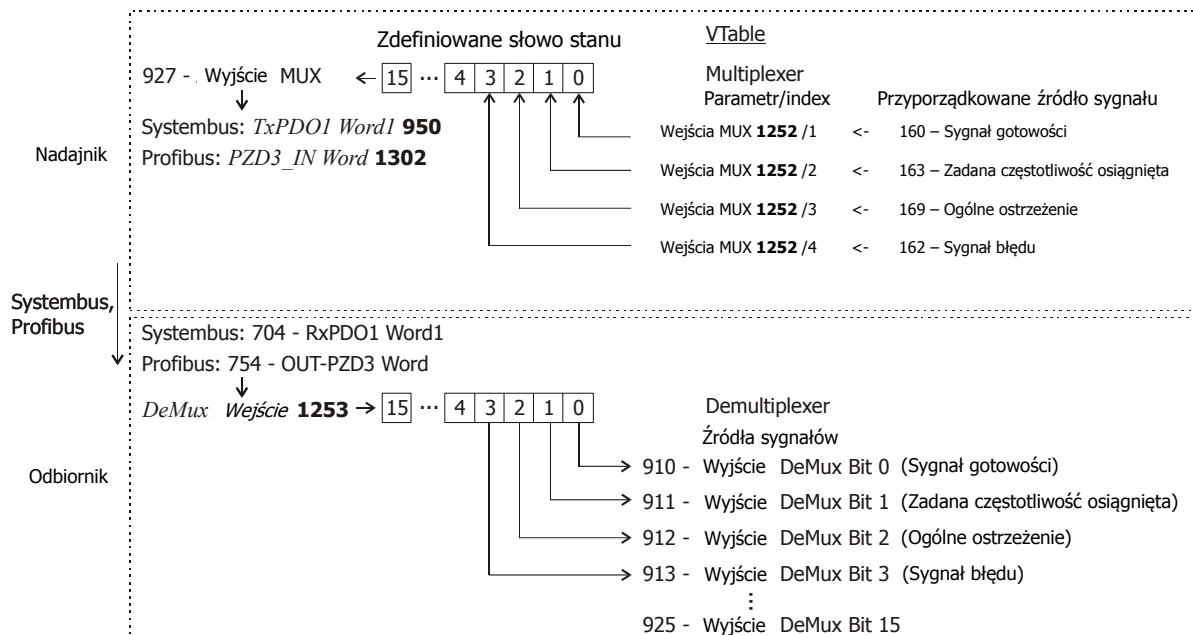 Zdefiniowane słowo stanu
VTable
927 - Wyjście MUX ← 15 ... 4 3 2 1 0
Multiplexer
Parametr/index Przyporządkowane źródło sygnału
Systembus: TxPDO1 Word1 950
Profibus: PZD3_IN Word 1302
Nadajnik
Wejścia MUX 1252 /1 <- 160 – Sygnał gotowości
Wejścia MUX 1252 /2 <- 163 – Zadana częstotliwość osiągnięta
Wejścia MUX 1252 /3 <- 169 – Ogólne ostrzeżenie
Wejścia MUX 1252 /4 <- 162 – Sygnał błędu
Systembus,
Profibus
Systembus: 704 - RxPDO1 Word1
Profibus: 754 - OUT-PZD3 Word
DeMux Wejście 1253 → 15 ... 4 3 2 1 0
Demultiplexer
Źródła sygnałów
Odbiornik
910 - Wyjście DeMux Bit 0 (Sygnał gotowości)
911 - Wyjście DeMux Bit 1 (Zadana częstotliwość osiągnięta)
912 - Wyjście DeMux Bit 2 (Ogólne ostrzeżenie)
913 - Wyjście DeMux Bit 3 (Sygnał błędu)
925 - Wyjście DeMux Bit 15